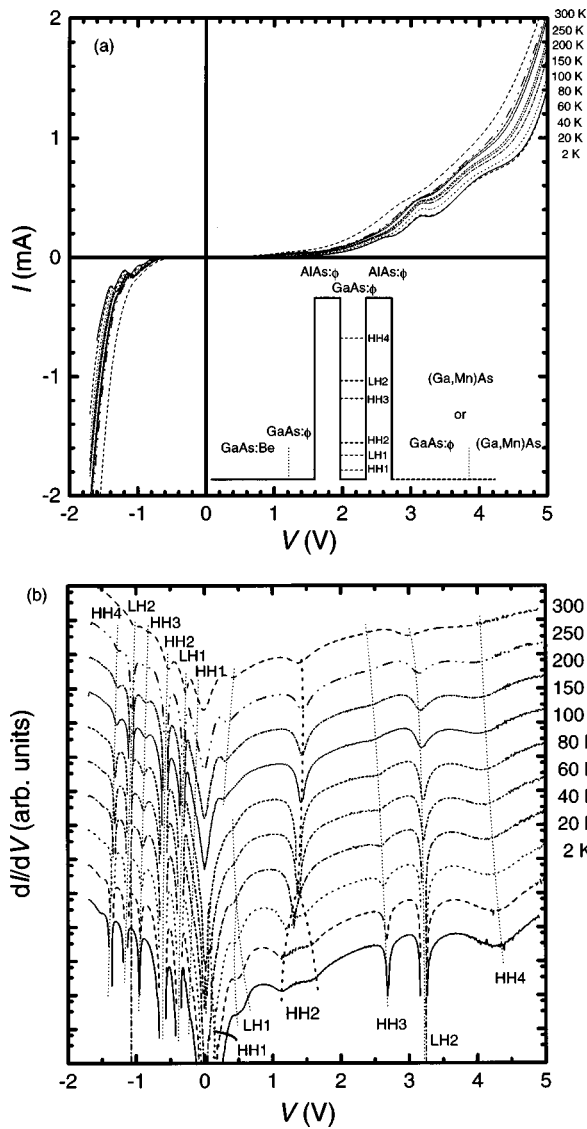 (a)
300 K
250 K
200 K
150 K
100 K
80 K
60 K
40 K
20 K
2 K
2
1
0
-1
-2
I (mA)
AlAs:ϕ AlAs:ϕ
GaAs:ϕ
HH4
LH2
HH3
HH2
LH1
HH1
GaAs:ϕ
GaAs:Be
(Ga,Mn)As
or
GaAs:ϕ (Ga,Mn)As
-2 -1 0 1 2 3 4 5
V (V)
(b)
HH4
LH2
HH3
HH2
LH1
HH1
300
250
200
150
100
80
60
40
20
2 K
dI/dV (arb. units)
LH1
HH1
HH2
HH3
LH2
HH4
-2 -1 0 1 2 3 4 5
V (V)